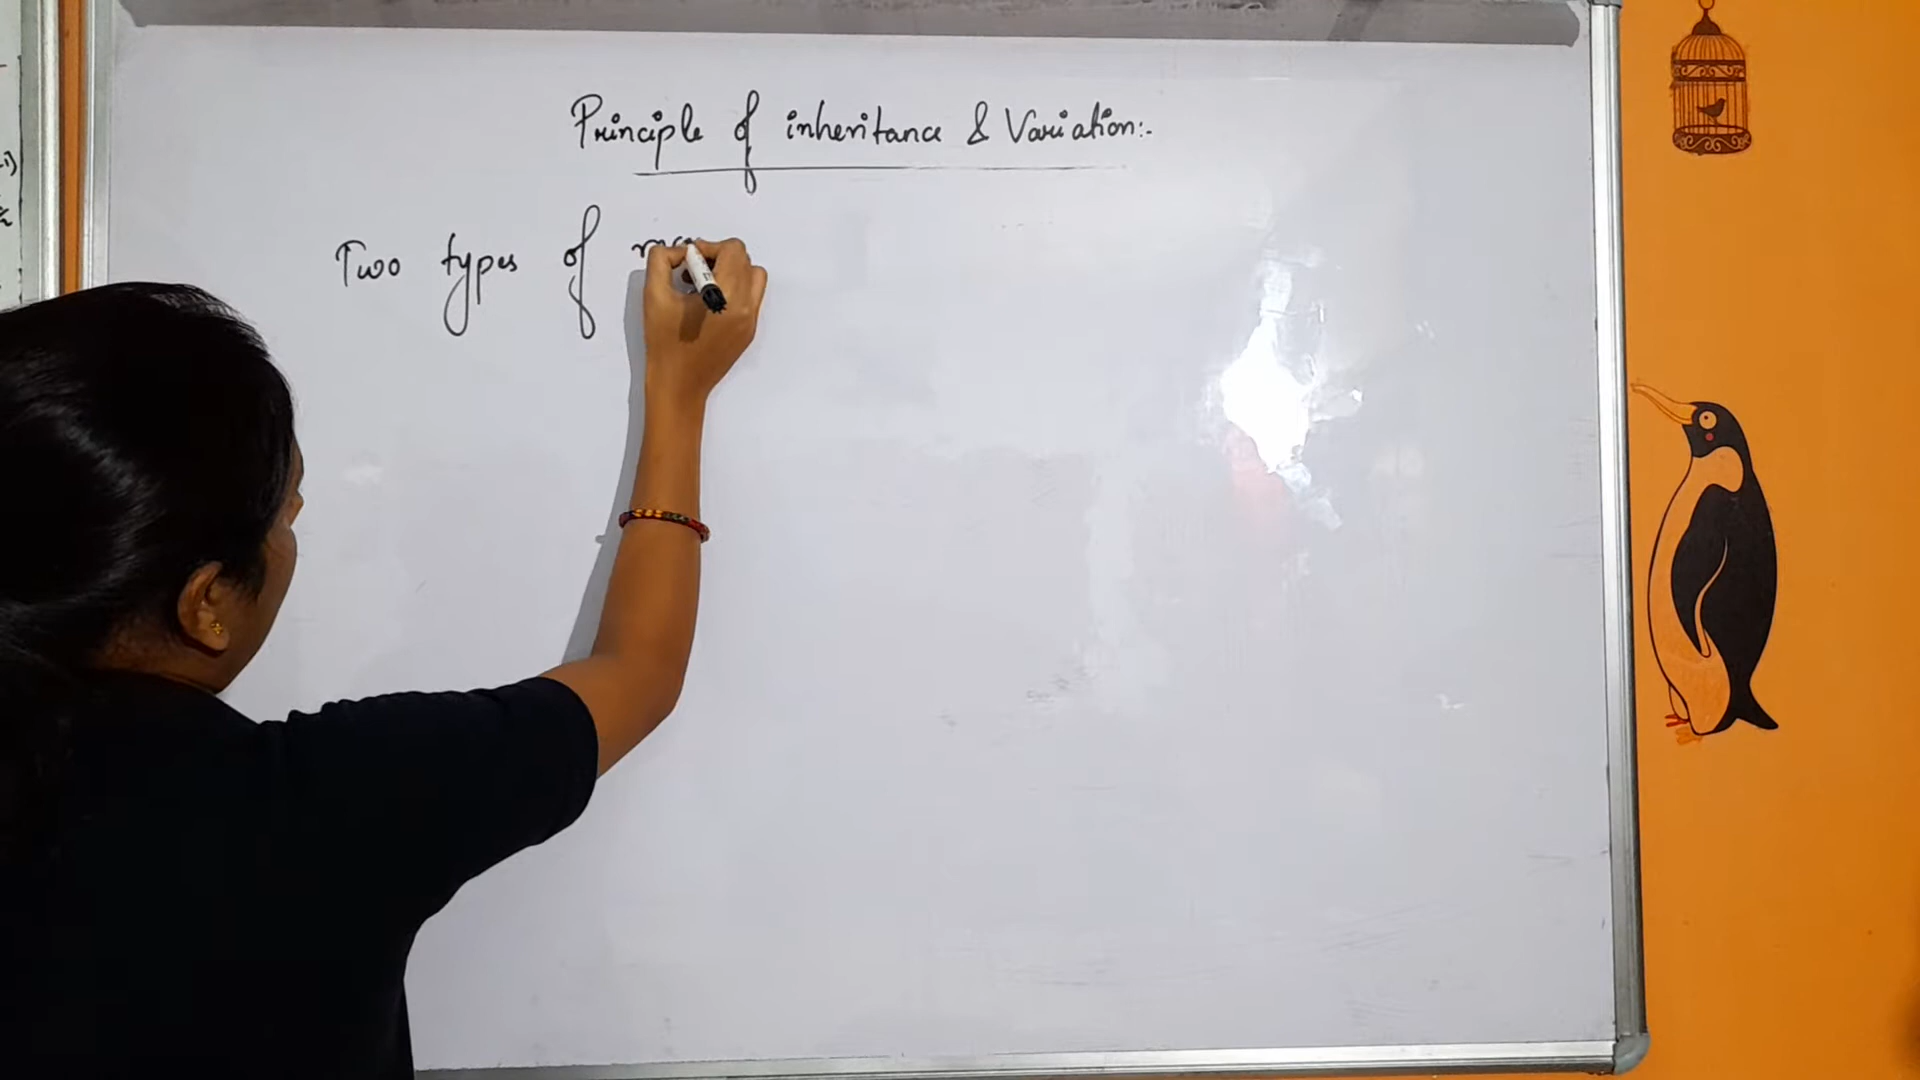 Principle of inheritance & Variation:-
Two types of